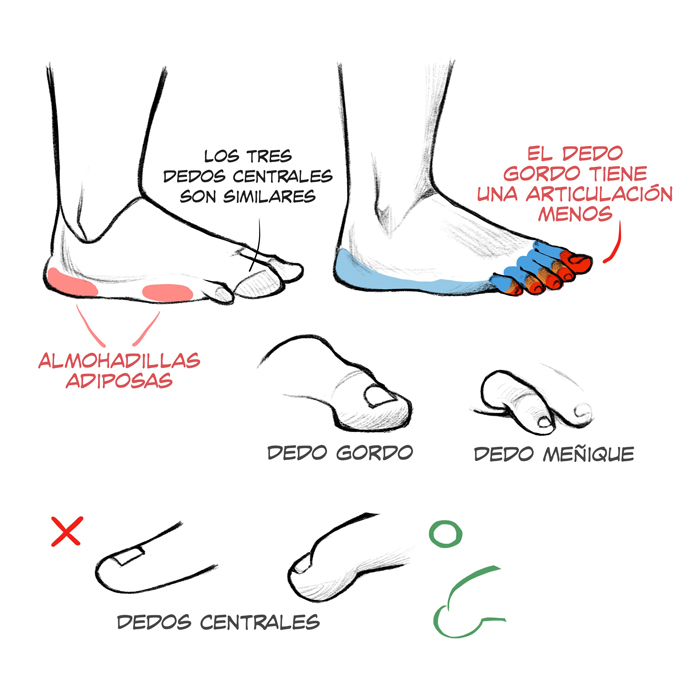 LOS TRES
DEDOS CENTRALES
SON SIMILARES
EL DEDO
GORDO TIENE
UNA ARTICULACIÓN
MENOS
ALMOHADILLAS
ADIPOSAS
DEDO GORDO
DEDO MEÑIQUE
DEDOS CENTRALES